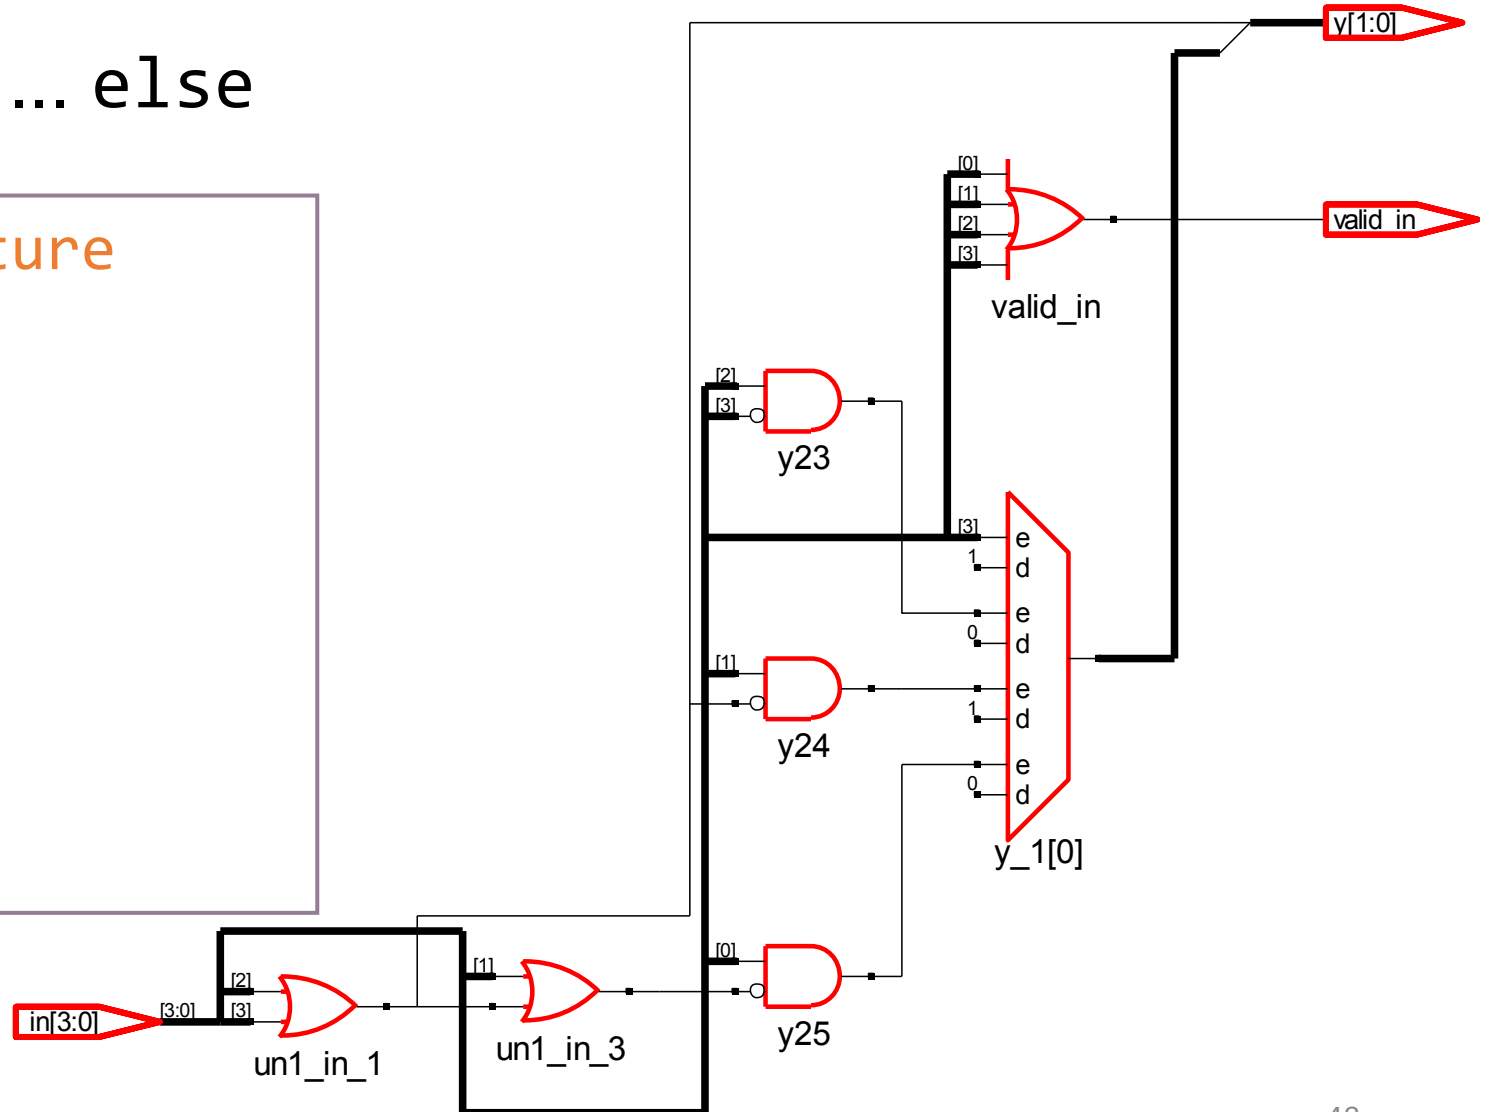 ... else
ture
y[1:0]
[0]
[1]
[2]
[3]
valid_in
valid_in
[2]
[3]
y23
[3]
e
1
d
e
0
d
[1]
e
1
d
y24
e
0
d
y_1[0]
[0]
y25
[1]
un1_in_3
[2]
[3]
[3:0]
in[3:0]
un1_in_1